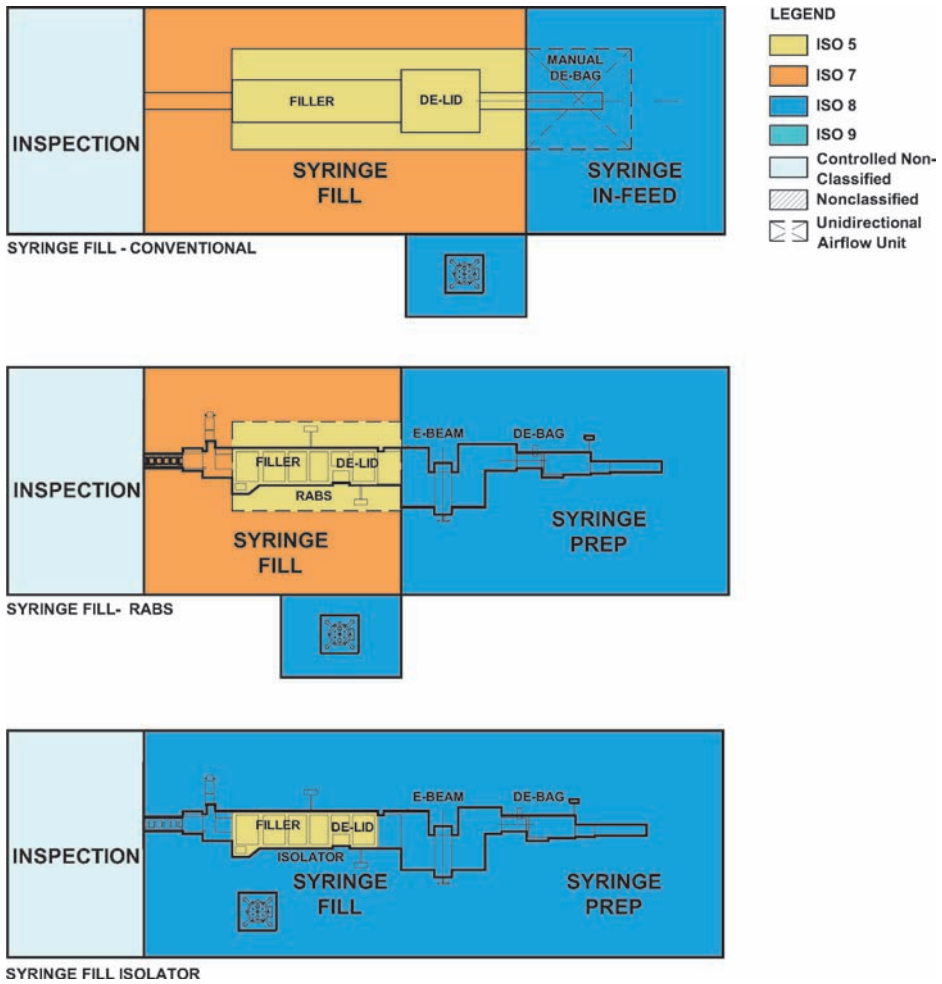 LEGEND
ISO 5
ISO 7
ISO 8
ISO 9
Controlled Non-
Classified
Nonclassified
Unidirectional
Airflow Unit
INSPECTION
FILLER
DE-LID
MANUAL
DE-BAG
SYRINGE
FILL
SYRINGE
IN-FEED
SYRINGE FILL - CONVENTIONAL
INSPECTION
FILLER
DE-LID
RABS
E-BEAM
DE-BAG
SYRINGE
FILL
SYRINGE
PREP
SYRINGE FILL- RABS
INSPECTION
FILLER
DE-LID
ISOLATOR
E-BEAM
DE-BAG
SYRINGE
FILL
SYRINGE
PREP
SYRINGE FILL ISOLATOR